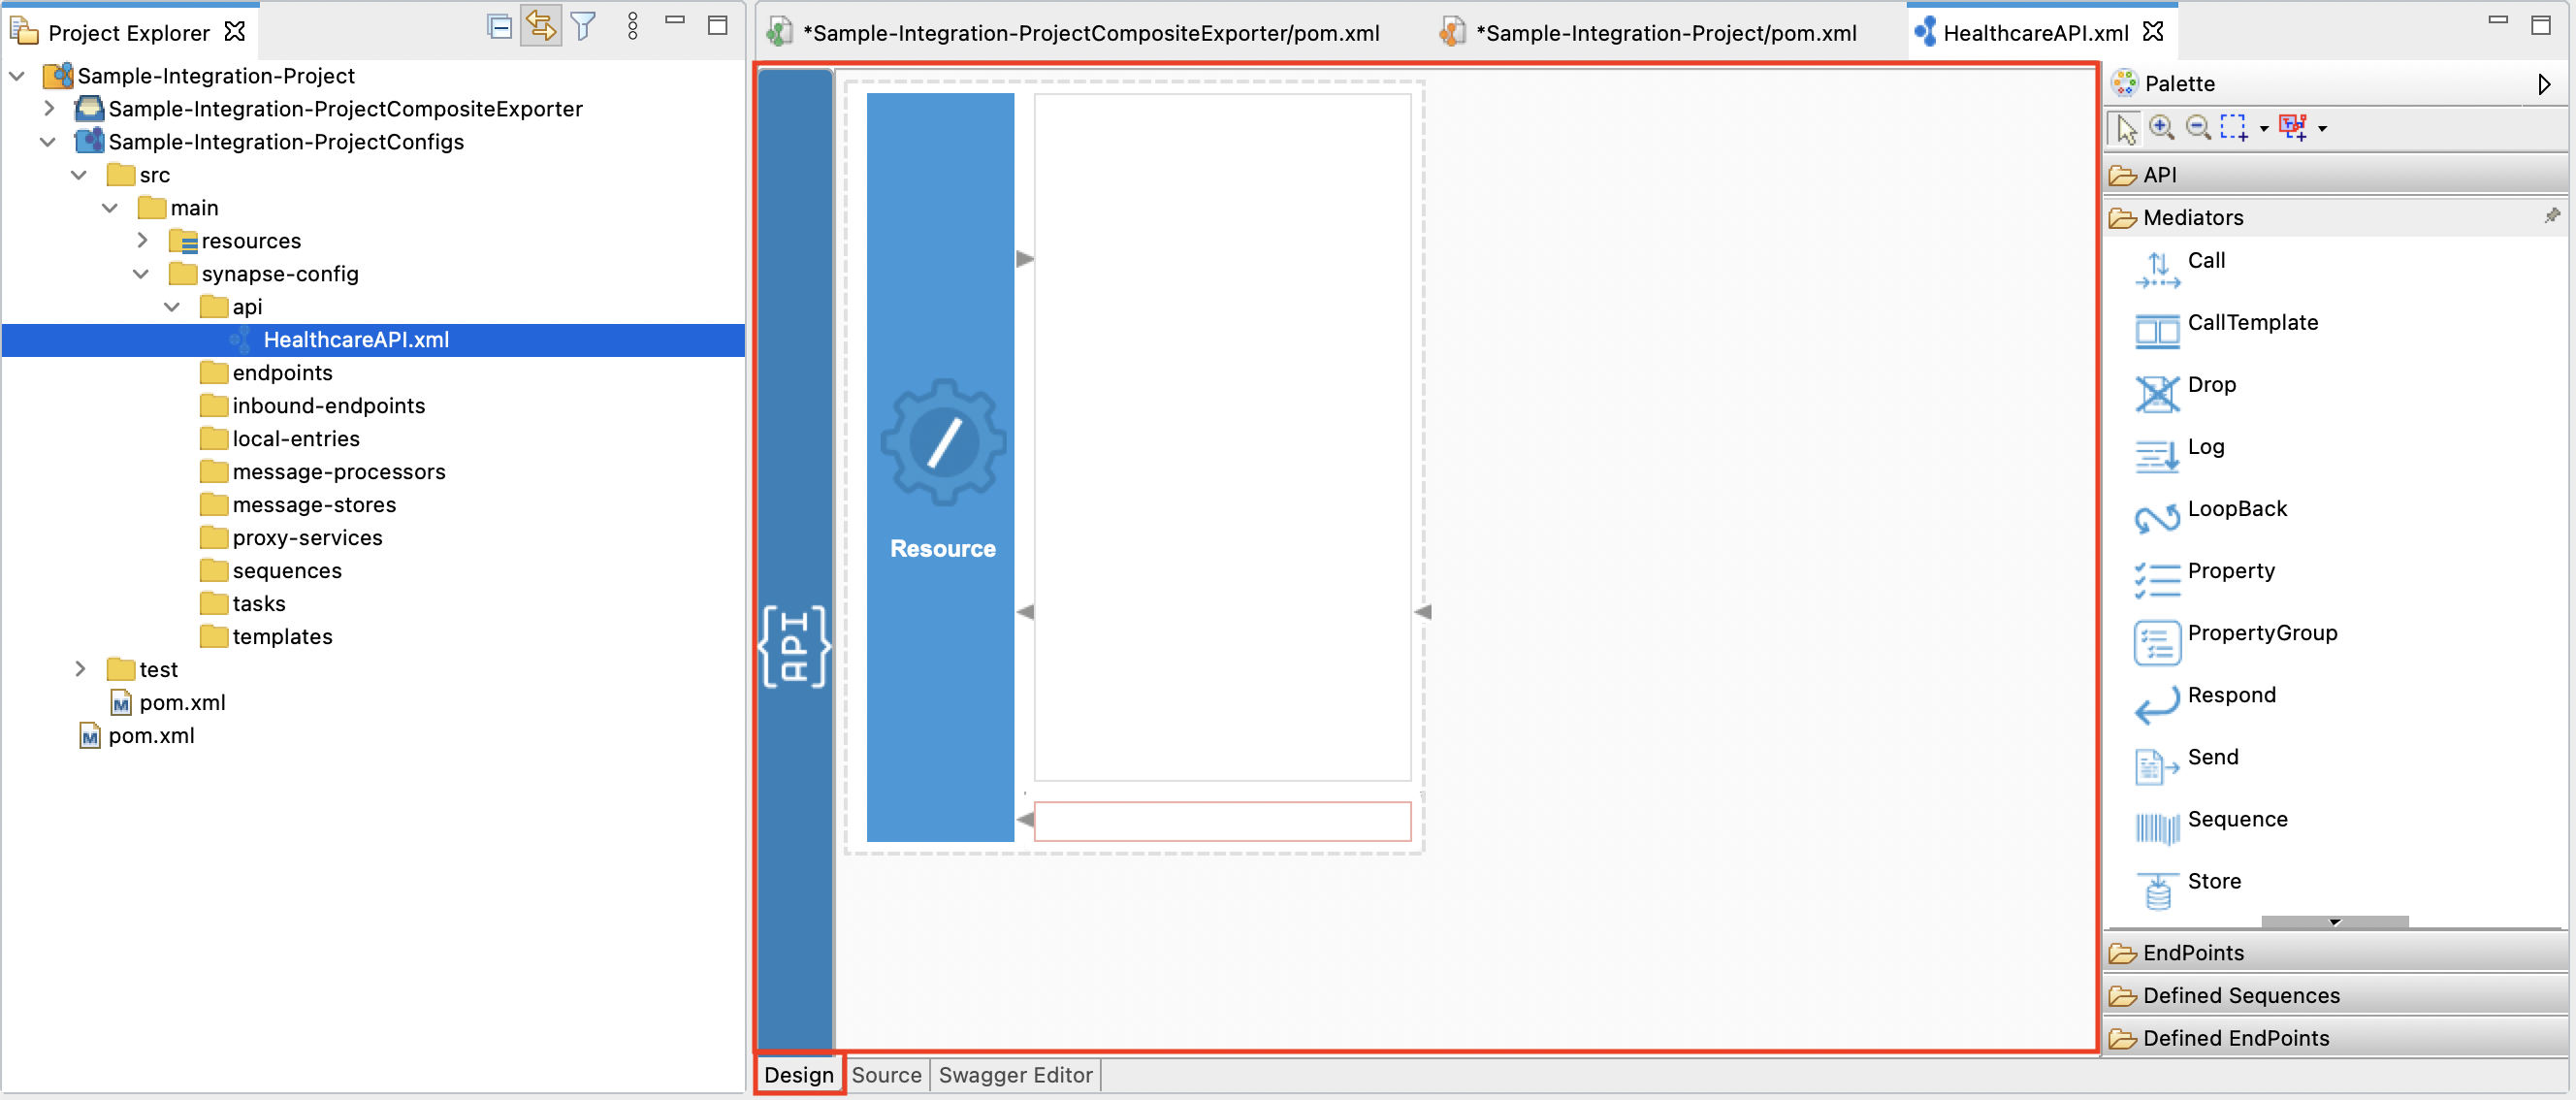 Project Explorer
Sample-Integration-Project
Sample-Integration-ProjectCompositeExporter
Sample-Integration-ProjectConfigs
src
main
resources
synapse-config
api
HealthcareAPI.xml
endpoints
inbound-endpoints
local-entries
message-processors
message-stores
proxy-services
sequences
tasks
templates
test
pom.xml
pom.xml
*Sample-Integration-ProjectCompositeExporter/pom.xml
*Sample-Integration-Project/pom.xml
HealthcareAPI.xml
{API}
Resource
Design
Source
Swagger Editor
Palette
API
Mediators
Call
CallTemplate
Drop
Log
LoopBack
Property
PropertyGroup
Respond
Send
Sequence
Store
EndPoints
Defined Sequences
Defined EndPoints